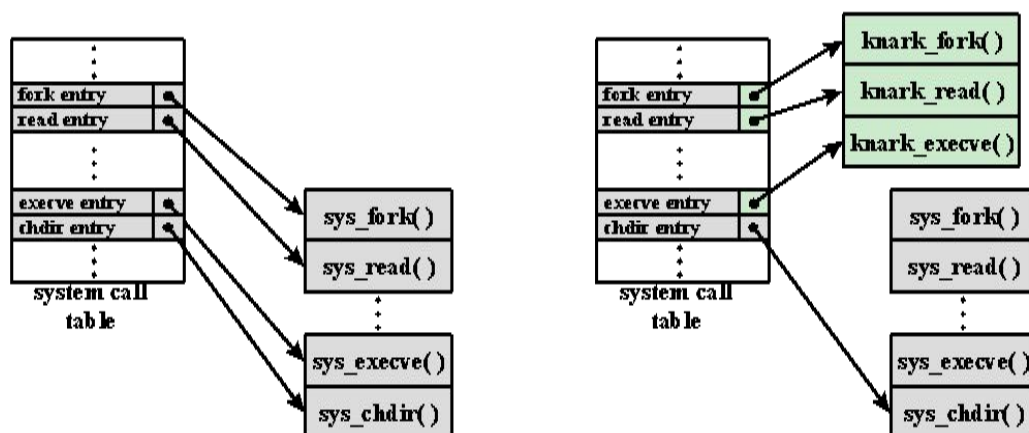 fork entry
read entry
execve entry
chdir entry
system call
table
sys_fork( )
sys_read( )
sys_execve( )
sys_chdir( )
fork entry
read entry
execve entry
chdir entry
system call
table
knark_fork( )
knark_read( )
knark_execve( )
sys_fork( )
sys_read( )
sys_execve( )
sys_chdir( )